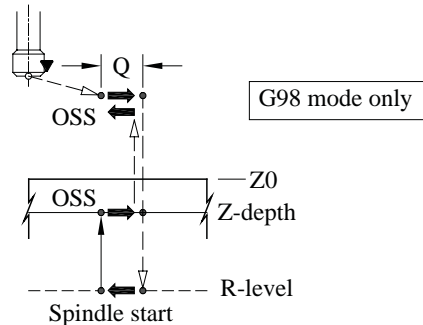 Q
G98 mode only
OSS
Z0
OSS
Z-depth
R-level
Spindle start